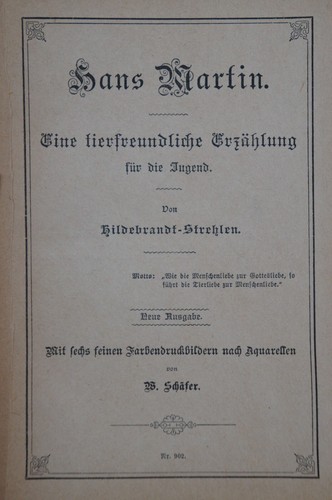 Hans Martin.
Eine tierfreundliche Erzählung
für die Jugend.
Von
Hildebrandt-Strehlen.
Motto: „Wie die Menschenliebe zur Gottesliebe, so
führt die Tierliebe zur Menschenliebe."
Neue Ausgabe.
Mit sechs feinen Farbendruckbildern nach Aquarellen
von
W. Schäfer.
Nr. 902.